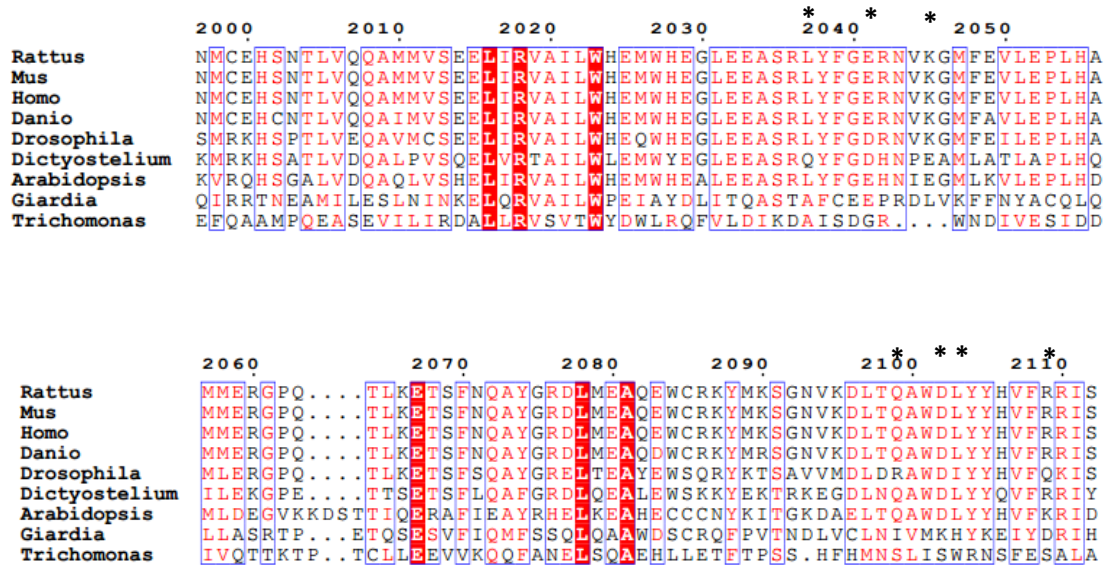 * * *
2000 2010 2020 2030 2040 2050
Rattus NMCEHSNTLVQQAMMVSEELIRVAILWHEMWHEGLEEASRLYFGERNVKGMFEVLEPLHA
Mus NMCEHSNTLVQQAMMVSEELIRVAILWHEMWHEGLEEASRLYFGERNVKGMFEVLEPLHA
Homo NMCEHSNTLVQQAMMVSEELIRVAILWHEMWHEGLEEASRLYFGERNVKGMFEVLEPLHA
Danio NMCEHCNTLVQQAIMVSEELIRVAILWHEMWHEGLEEASRLYFGERNVKGMFAVLEPLHA
Drosophila SMRKHSPTLVEQAVMCSEELIRVAILWHEQWHEGLEEASRLYFGDRNVKGMFEILEPLHA
Dictyostelium KMRKHSATLVDQALPVSQELVRTAILWLEMWYEGLEEASRQYFGDHNPEAMLATLAPLHQ
Arabidopsis KVRQHSGALVDQAQLVSHELIRVAILWHEMWHEALEEASRLYFGEHNIEGMLKVLEPLHD
Giardia QIRRTNEAMILESLNINKELQRVAILWPEIAYDLITQASTAFCEEPRDLVKFFNYACQLQ
Trichomonas EFQAAMPQEASEVILIRDALLRVSVTWYDWLRQFVLDIKDAISDGR....WNDIVESIDD
* * * *
2060 2070 2080 2090 2100 2110
Rattus MMERGPQ....TLKETSFNQAYGRDLMEAQEWCRKYMKSGNVKDLTQAWDLYYHVFRRIS
Mus MMERGPQ....TLKETSFNQAYGRDLMEAQEWCRKYMKSGNVKDLTQAWDLYYHVFRRIS
Homo MMERGPQ....TLKETSFNQAYGRDLMEAQEWCRKYMKSGNVKDLTQAWDLYYHVFRRIS
Danio MMERGPQ....TLKETSFNQAYGRDLMEAQDWCRKYMRSGNVKDLTQAWDLYYHVFRRIS
Drosophila MLERGPQ....TLKETSFSQAYGRELTEAYEWSQRYKTSAVVMDLDRAWDIYYHVFQKIS
Dictyostelium ILEKGPE....TTSETSFLQAFGRDLQEALEWSKKYEKTRKEGDLNQAWDLYYQVFRRIY
Arabidopsis MLDEGVKKDSTTIQERAFIEAYRHELKEAHECCCNYKITGKDAELTQAWDLYYHVFKRID
Giardia LLASRTP....ETQSESVFIQMFSSQLQAAWDSCRQFPVTNDLVCLNIVMKHYKEIYDRIH
Trichomonas IVQTTKTP..TCLLEEVVKQQFANELSQAEHLLETFTPSS.HFHMNSLISWRNSFESALA